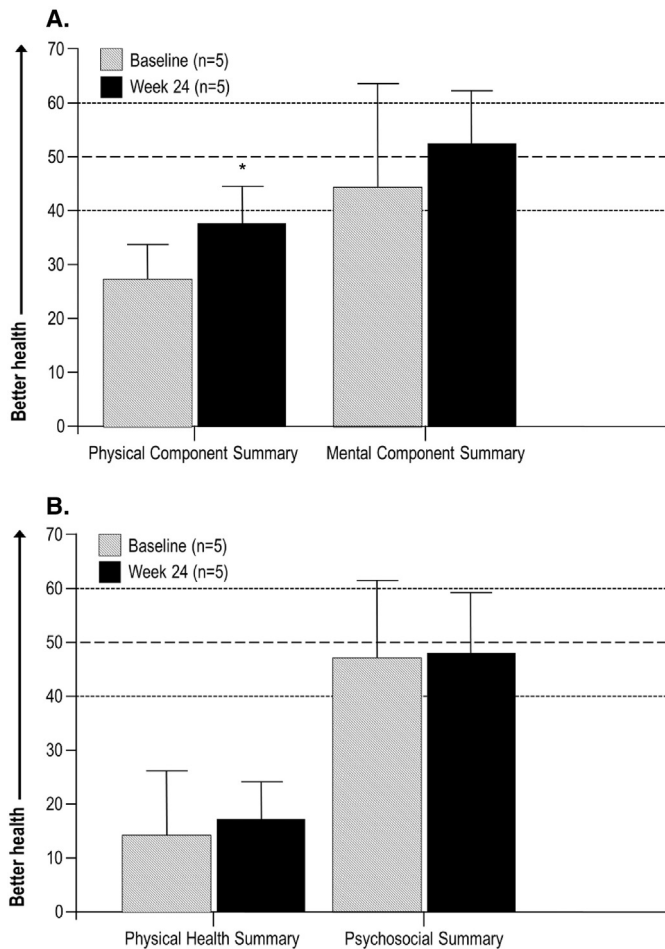 A.
Better health
70
60
50
40
30
20
10
0
Baseline (n=5)
Week 24 (n=5)
*
Physical Component Summary
Mental Component Summary
B.
Better health
70
60
50
40
30
20
10
0
Baseline (n=5)
Week 24 (n=5)
Physical Health Summary
Psychosocial Summary